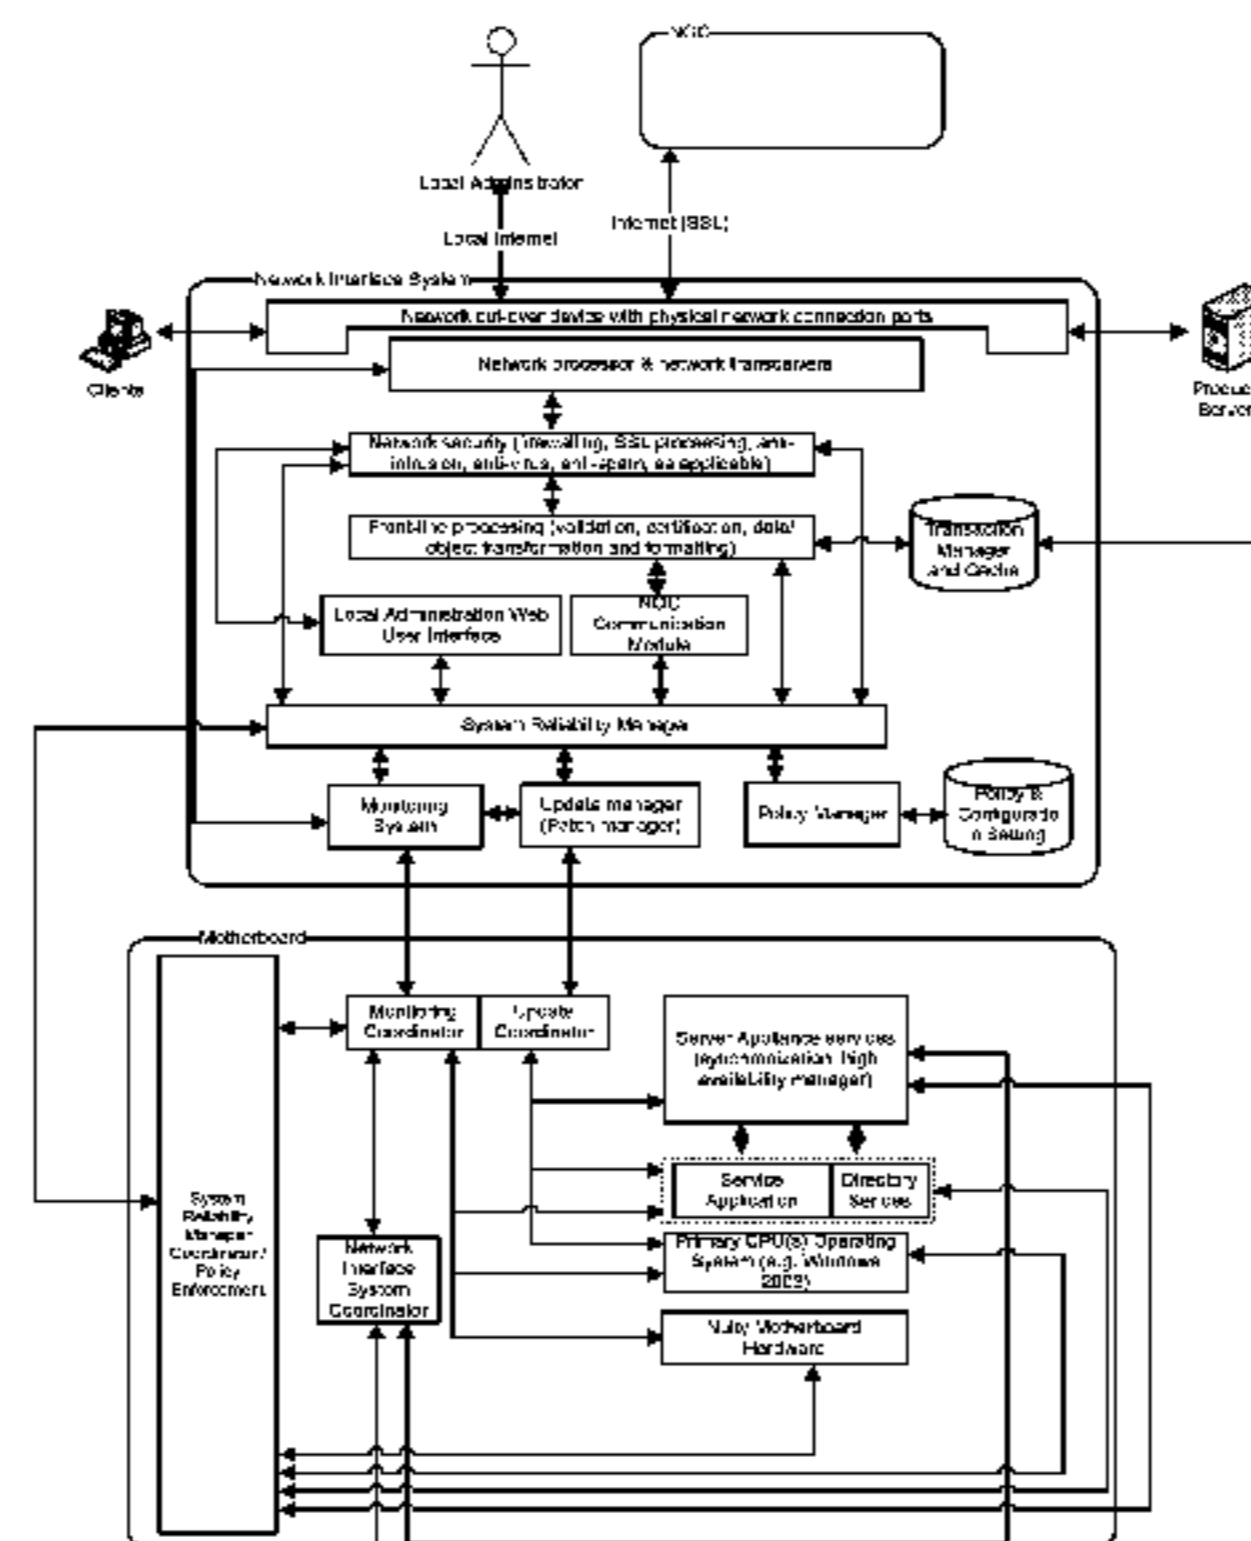 NOC
Local Administrator
Local Internet
Internet (SSL)
Network Interface System
Network cut-over device with physical network connection ports
Clients
Network processor & network transceivers
Network security (firewalling, SSL processing, anti-
intrusion, anti-virus, anti-spam, as applicable)
Front-line processing (validation, certification, data/
object transformation and formatting)
Transaction
Manager
and Cache
Local Administration Web
User Interface
NOC
Communication
Module
System Reliability Manager
Monitoring
System
Update manager
(Patch manager)
Policy Manager
Policy &
Configuratio
n Setting
Motherboard
Monitoring
Coordinator
Update
Coordinator
Server Appliance services
(synchronization, high
availability manager)
Service
Application
Directory
Services
System
Reliability
Manager
Coordinator/
Policy
Enforcement
Network
Interface
System
Coordinator
Primary CPU(s) Operating
System (e.g. Windows
2003)
Motherboard
Hardware